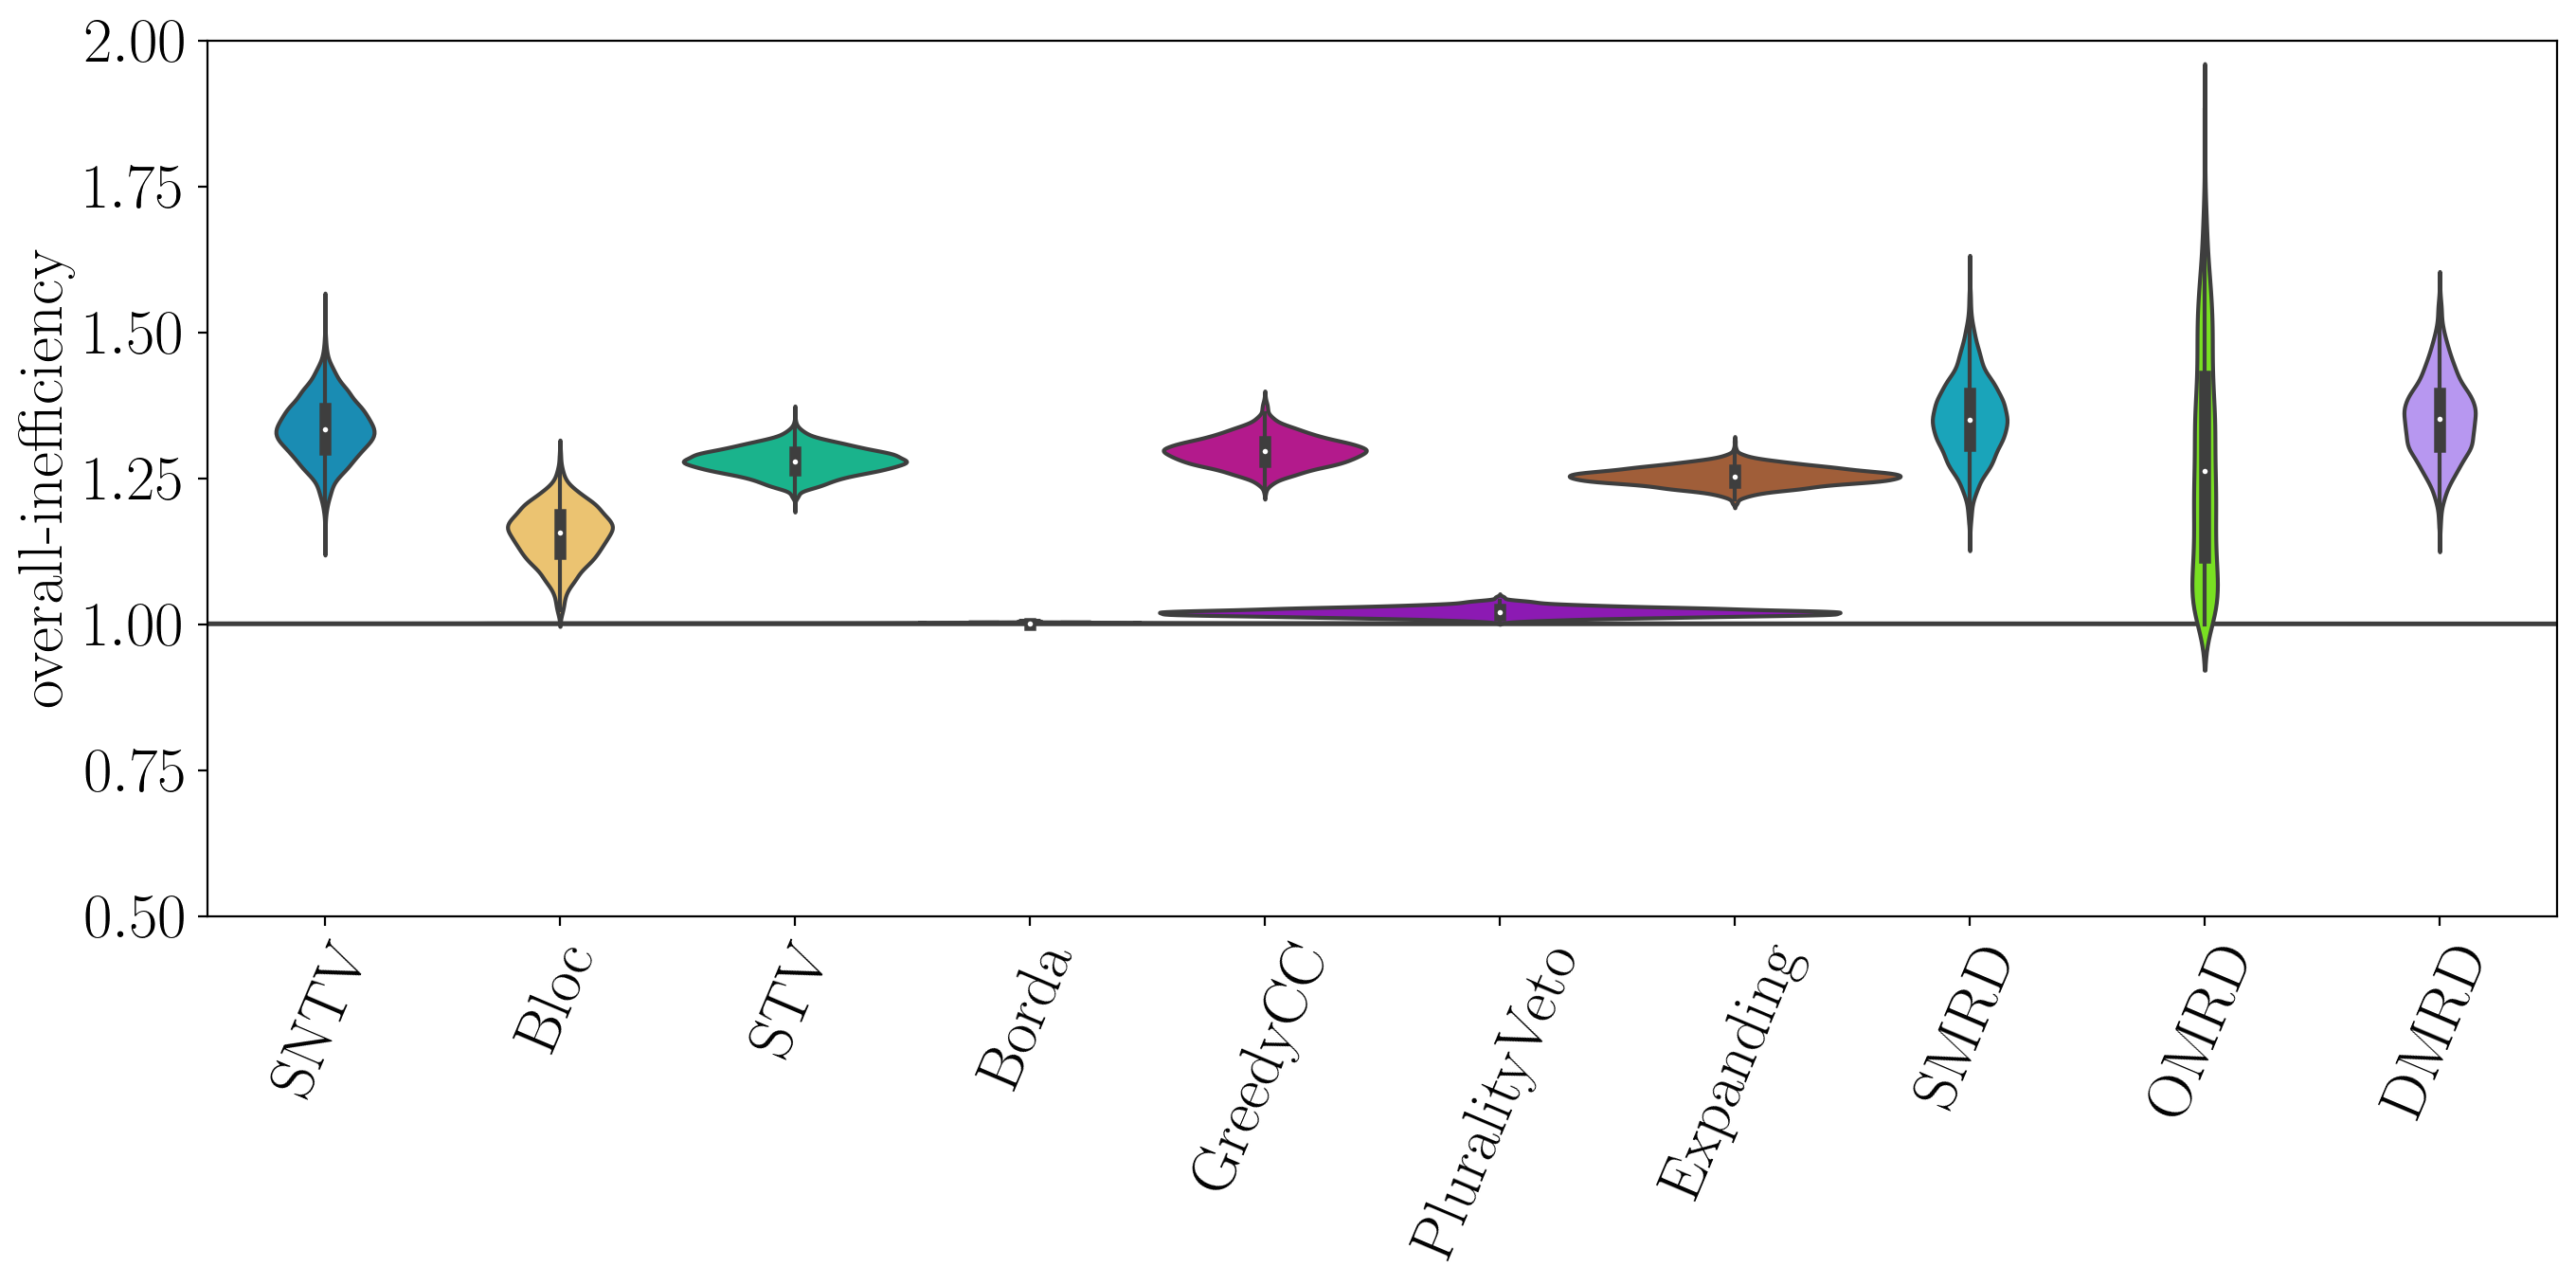 overall-inefficiency
2.00
1.75
1.50
1.25
1.00
0.75
0.50
SNTV
Bloc
STV
Borda
GreedyCC
PluralityVeto
Expanding
SMRD
OMRD
DMRD